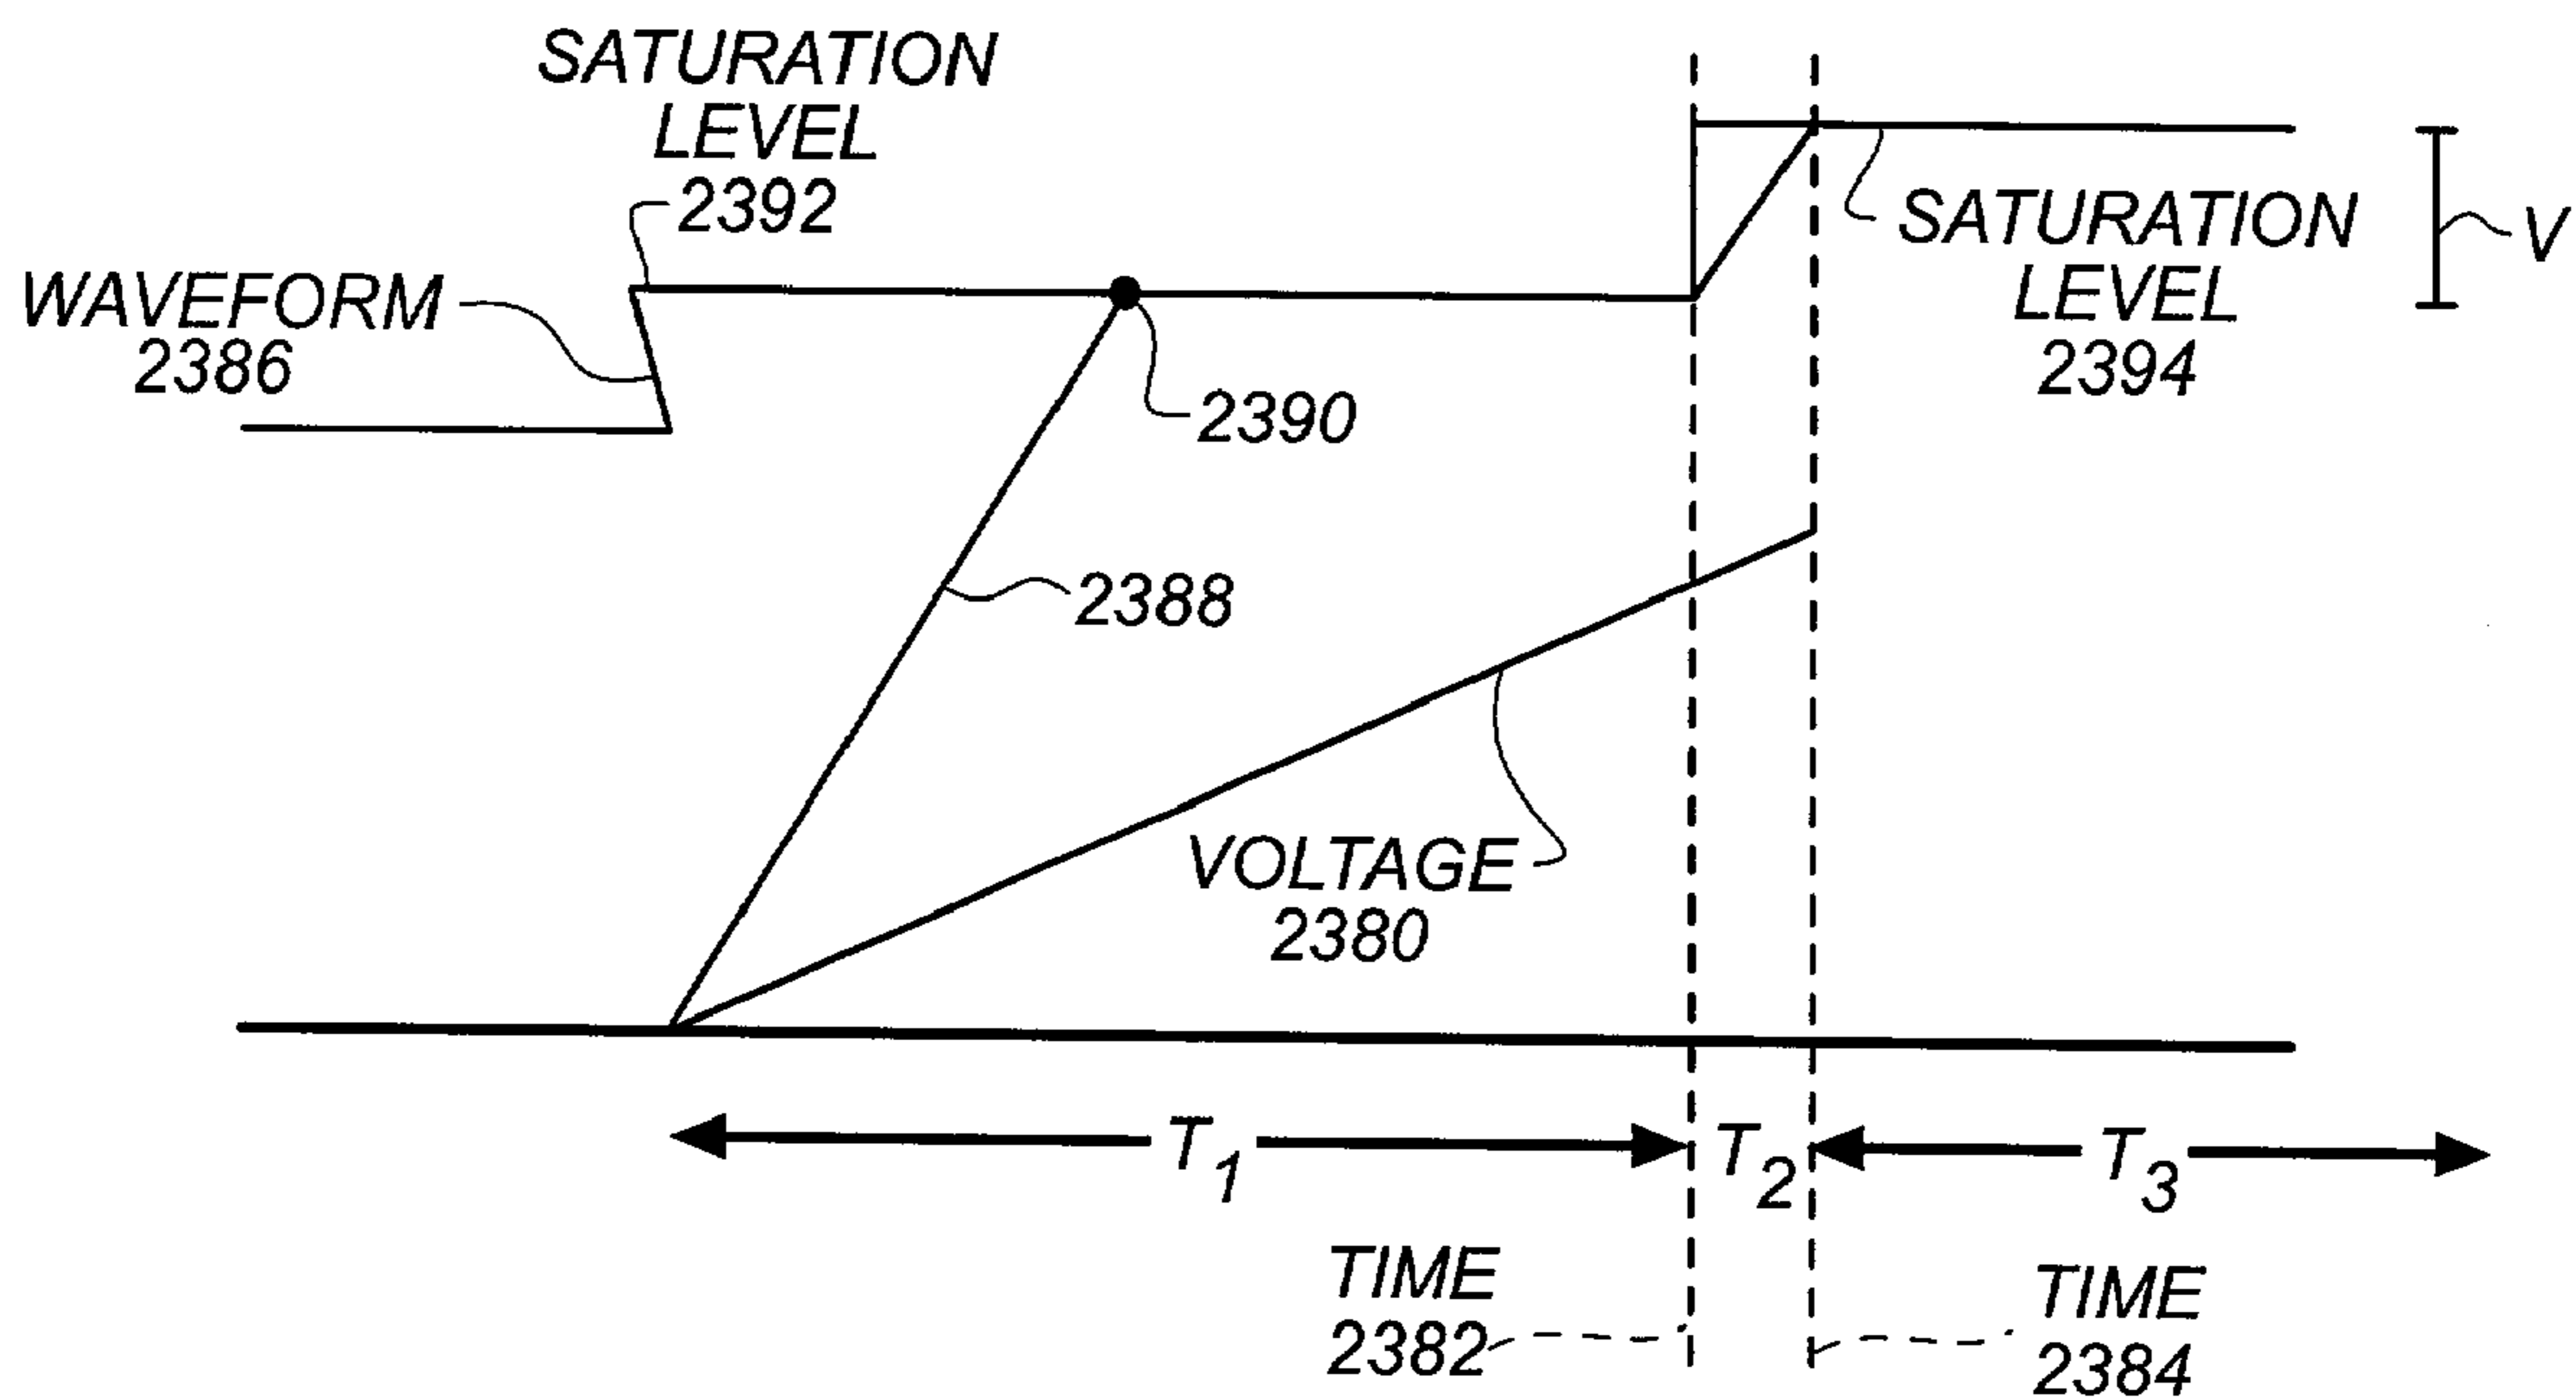 SATURATION
LEVEL
2392
WAVEFORM
2386
SATURATION
LEVEL
2394
V
2390
2388
VOLTAGE
2380
T1
T2
T3
TIME
2382
TIME
2384